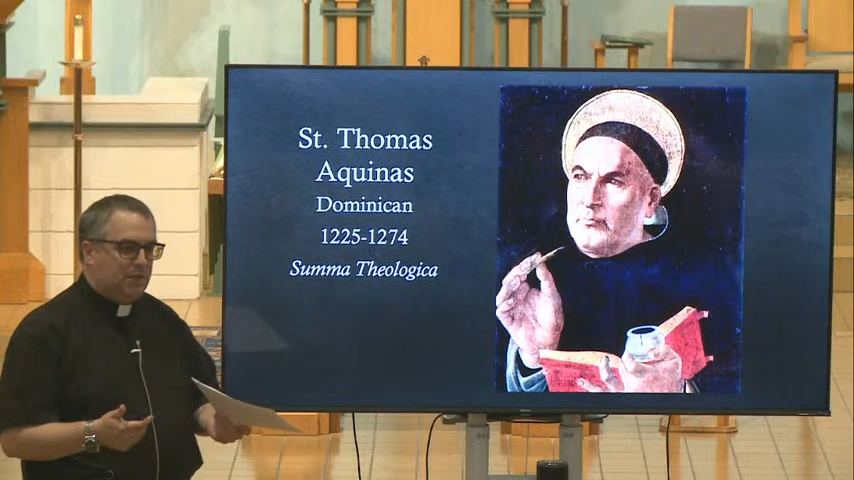 St. Thomas
Aquinas
Dominican
1225-1274
Summa Theologica